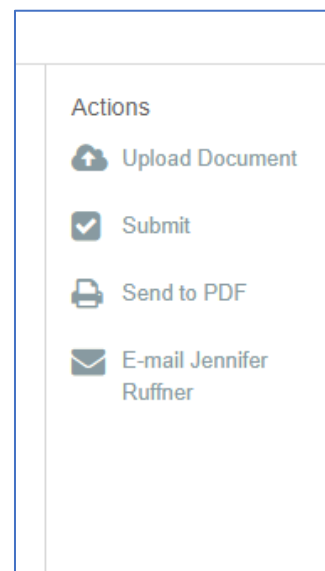 Actions
Upload Document
Submit
Send to PDF
E-mail Jennifer
Ruffner